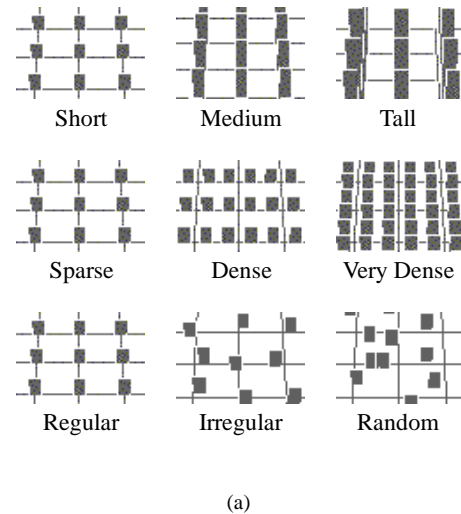 Short Medium Tall
Sparse Dense Very Dense
Regular Irregular Random
(a)